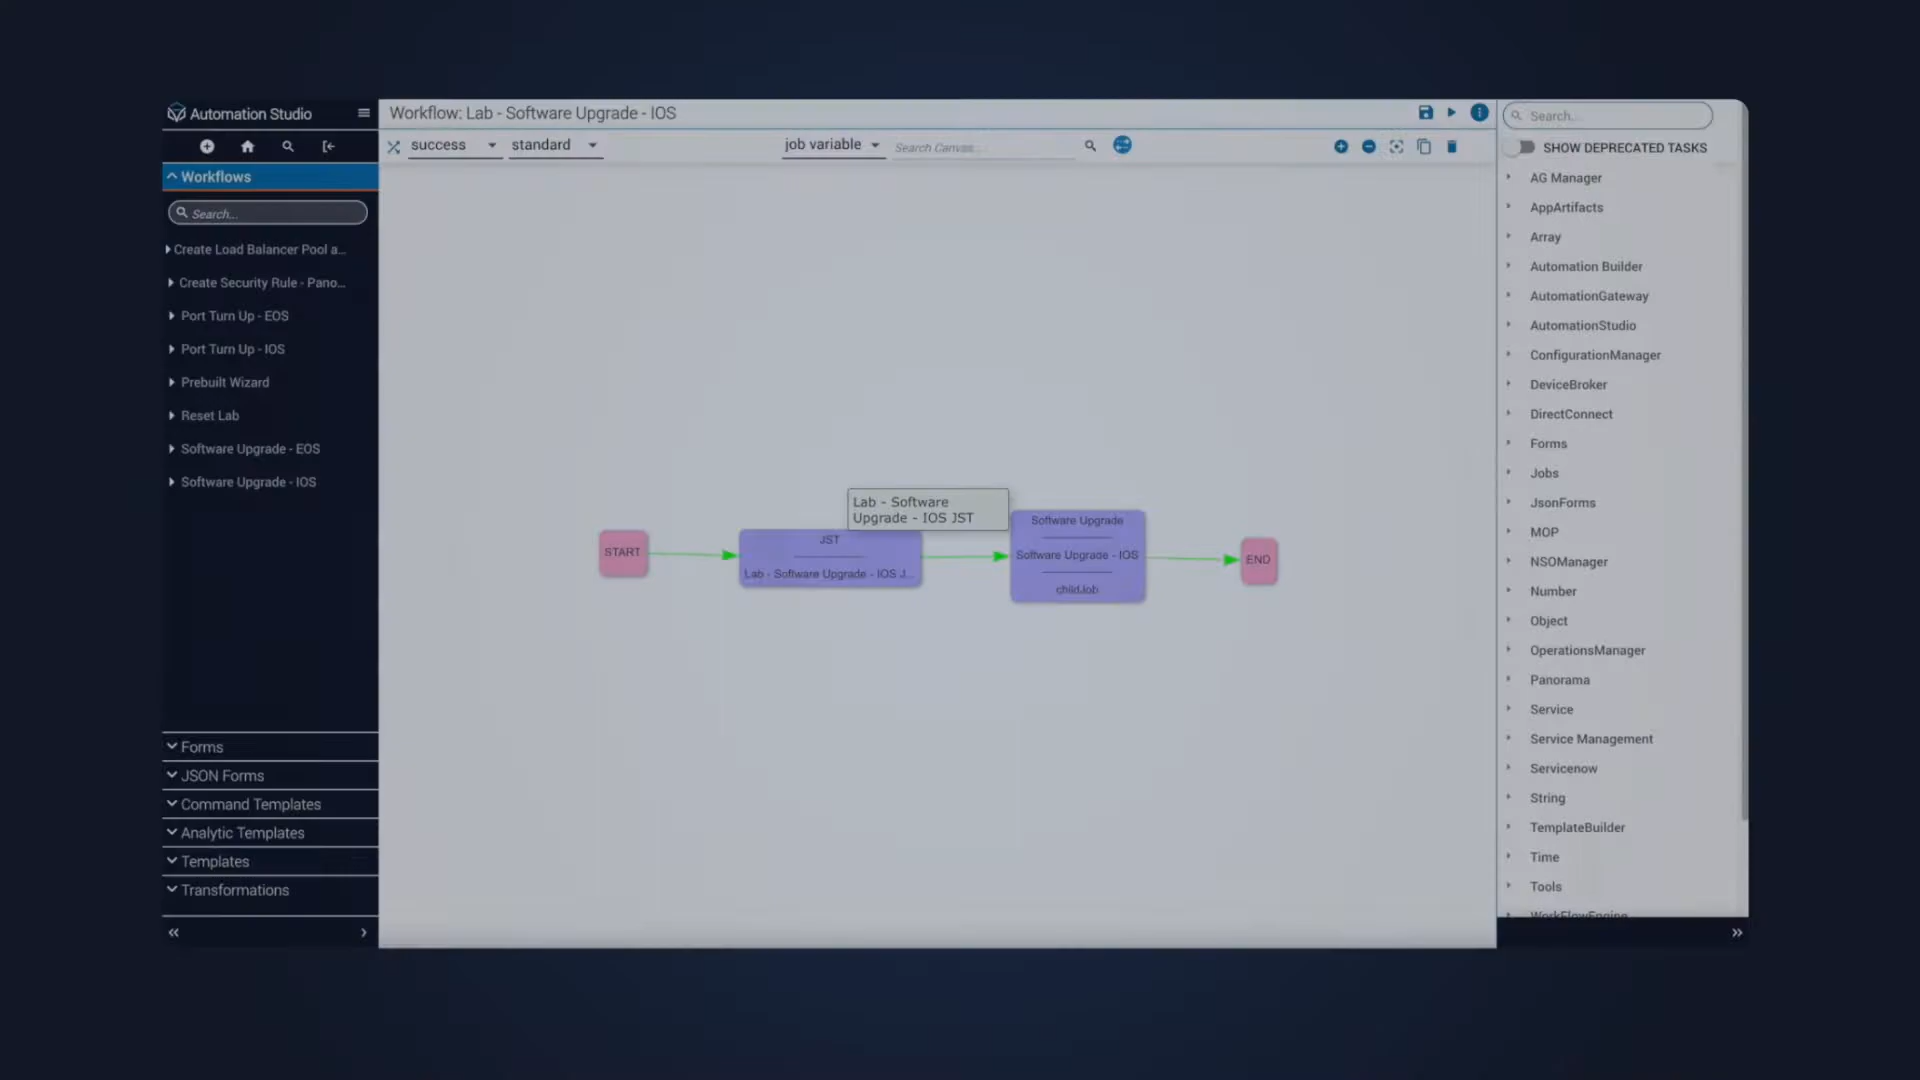 Automation Studio
Workflows
Search...
Create Load Balancer Pool a...
Create Security Rule - Pano...
Port Turn Up - EOS
Port Turn Up - IOS
Prebuilt Wizard
Reset Lab
Software Upgrade - EOS
Software Upgrade - IOS
Forms
JSON Forms
Command Templates
Analytic Templates
Templates
Transformations
Workflow: Lab - Software Upgrade - IOS
success
standard
job variable
Search Canvas...
START
JST
Lab - Software Upgrade - IOS J...
Lab - Software
Upgrade - IOS JST
Software Upgrade
Software Upgrade - IOS
childJob
END
Search...
SHOW DEPRECATED TASKS
AG Manager
AppArtifacts
Array
Automation Builder
AutomationGateway
AutomationStudio
ConfigurationManager
DeviceBroker
DirectConnect
Forms
Jobs
JsonForms
MOP
NSOManager
Number
Object
OperationsManager
Panorama
Service
Service Management
Servicenow
String
TemplateBuilder
Time
Tools
WorkFlowEngine